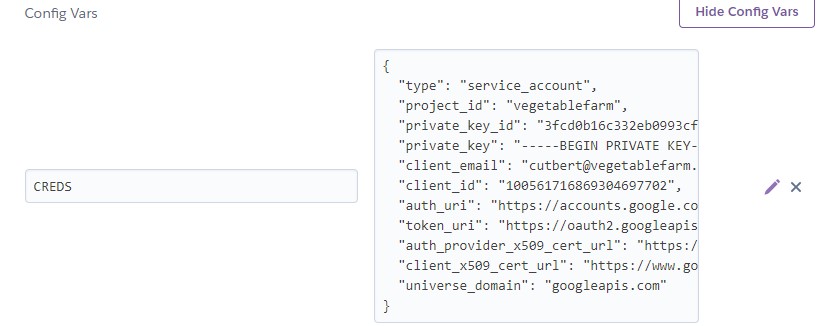 Config Vars
Hide Config Vars
CREDS
{
"type": "service_account",
"project_id": "vegetablefarm",
"private_key_id": "3fcd0b16c332eb0993cf
"private_key": "-----BEGIN PRIVATE KEY-
"client_email": "cutbert@vegetablefarm.
"client_id": "100561716869304697702",
"auth_uri": "https://accounts.google.co
"token_uri": "https://oauth2.googleapis
"auth_provider_x509_cert_url": "https:/
"client_x509_cert_url": "https://www.go
"universe_domain": "googleapis.com"
}